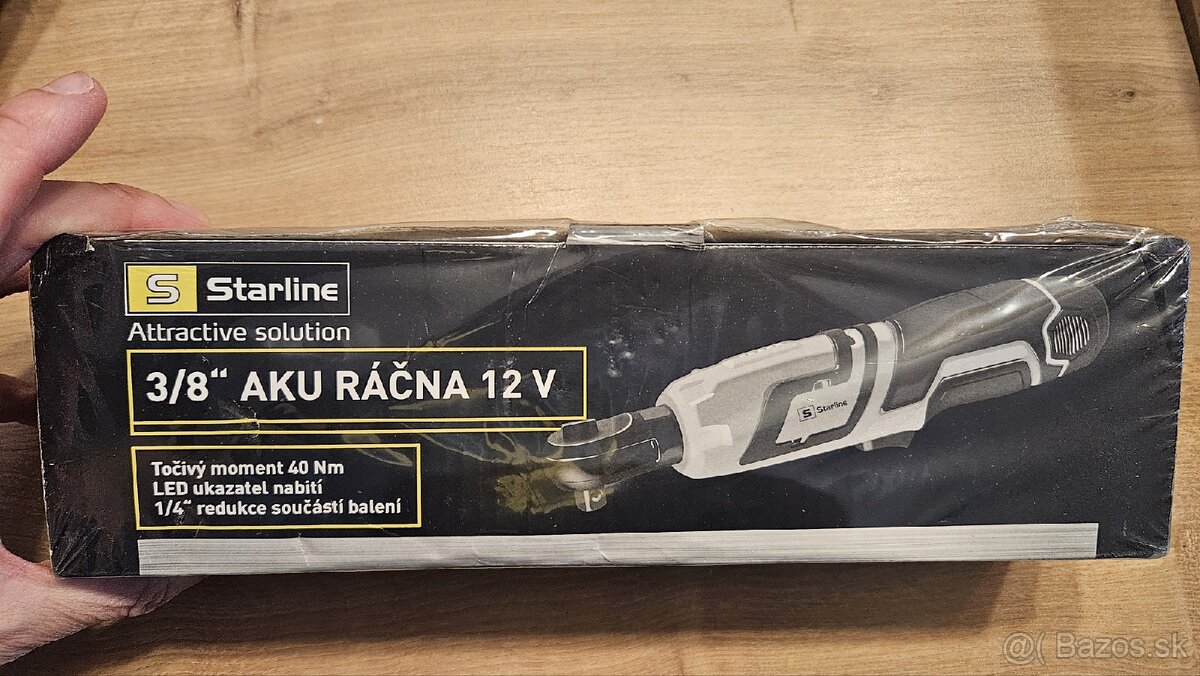 S Starline
Attractive solution
3/8“ AKU RÁČNA 12 V
Točivý moment 40 Nm
LED ukazatel nabití
1/4“ redukce součástí balení
S Starline
@( Bazos.sk